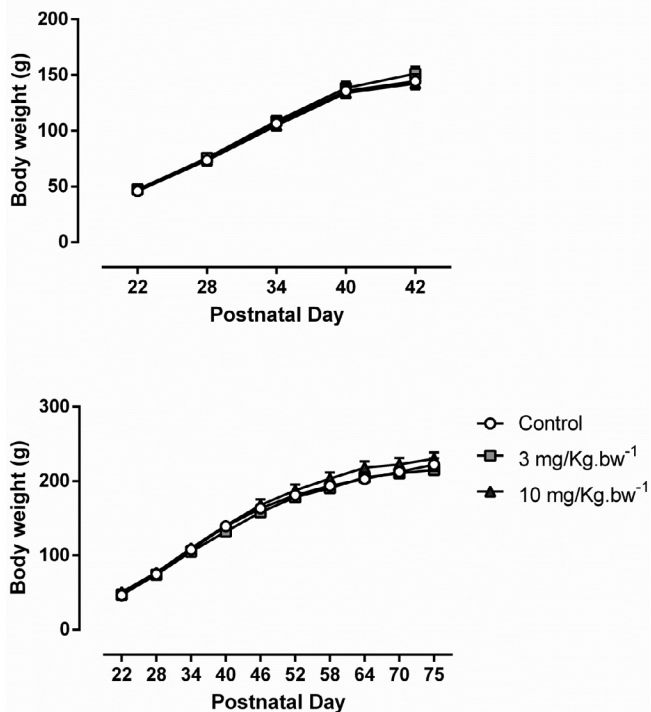 200
150
100
50
0
Body weight (g)
22 28 34 40 42
Postnatal Day
300
200
100
0
Body weight (g)
22 28 34 40 46 52 58 64 70 75
Postnatal Day
Control
3 mg/Kg.bw⁻¹
10 mg/Kg.bw⁻¹